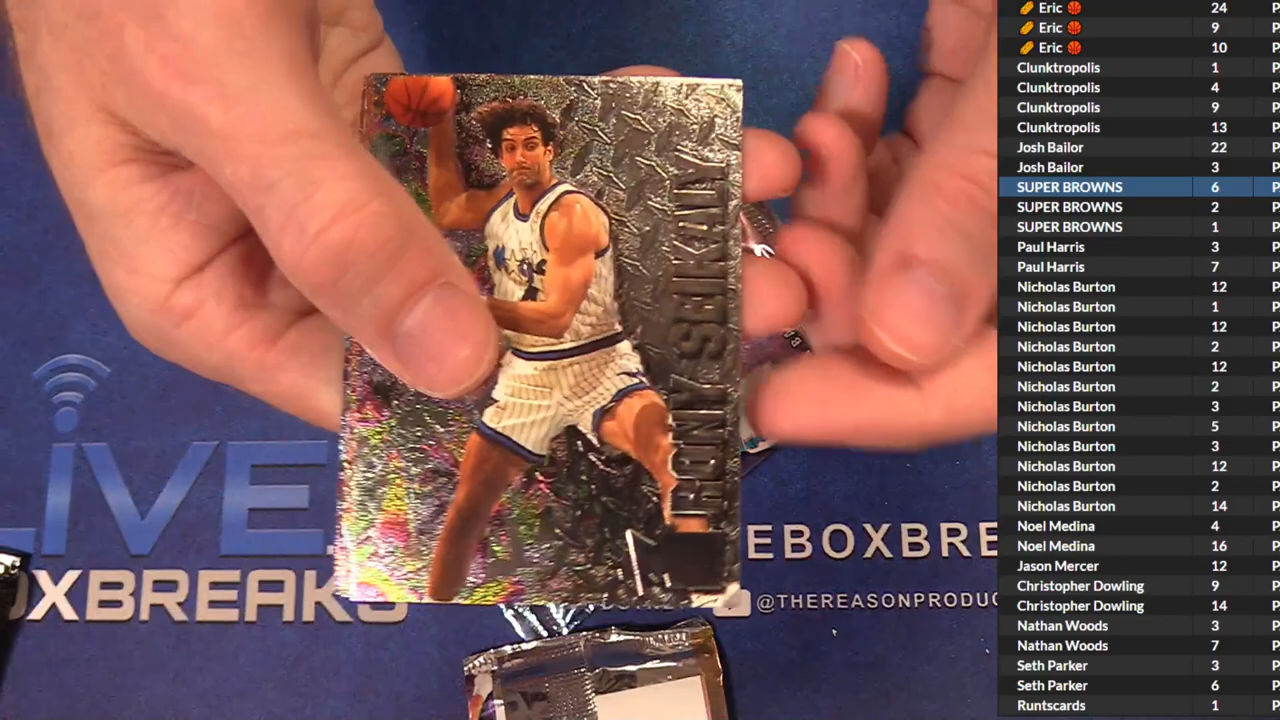 Eric 24 P
Eric 9 P
Eric 10 P
Clunktropolis 1 P
Clunktropolis 4 P
Clunktropolis 9 P
Clunktropolis 13 P
Josh Bailor 22 P
Josh Bailor 3 P
SUPER BROWNS 6 P
SUPER BROWNS 2 P
SUPER BROWNS 1 P
Paul Harris 3 P
Paul Harris 7 P
Nicholas Burton 12 P
Nicholas Burton 1 P
Nicholas Burton 12 P
Nicholas Burton 2 P
Nicholas Burton 12 P
Nicholas Burton 2 P
Nicholas Burton 3 P
Nicholas Burton 5 P
Nicholas Burton 3 P
Nicholas Burton 12 P
Nicholas Burton 2 P
Nicholas Burton 14 P
Noel Medina 4 P
Noel Medina 16 P
Jason Mercer 12 P
Christopher Dowling 9 P
Christopher Dowling 14 P
Nathan Woods 3 P
Nathan Woods 7 P
Seth Parker 3 P
Seth Parker 6 P
Runtscards 1 P
RONY SEIKALY
LiVE
OXBREAKS
EBOXBRE
@THEREASONPRODUC